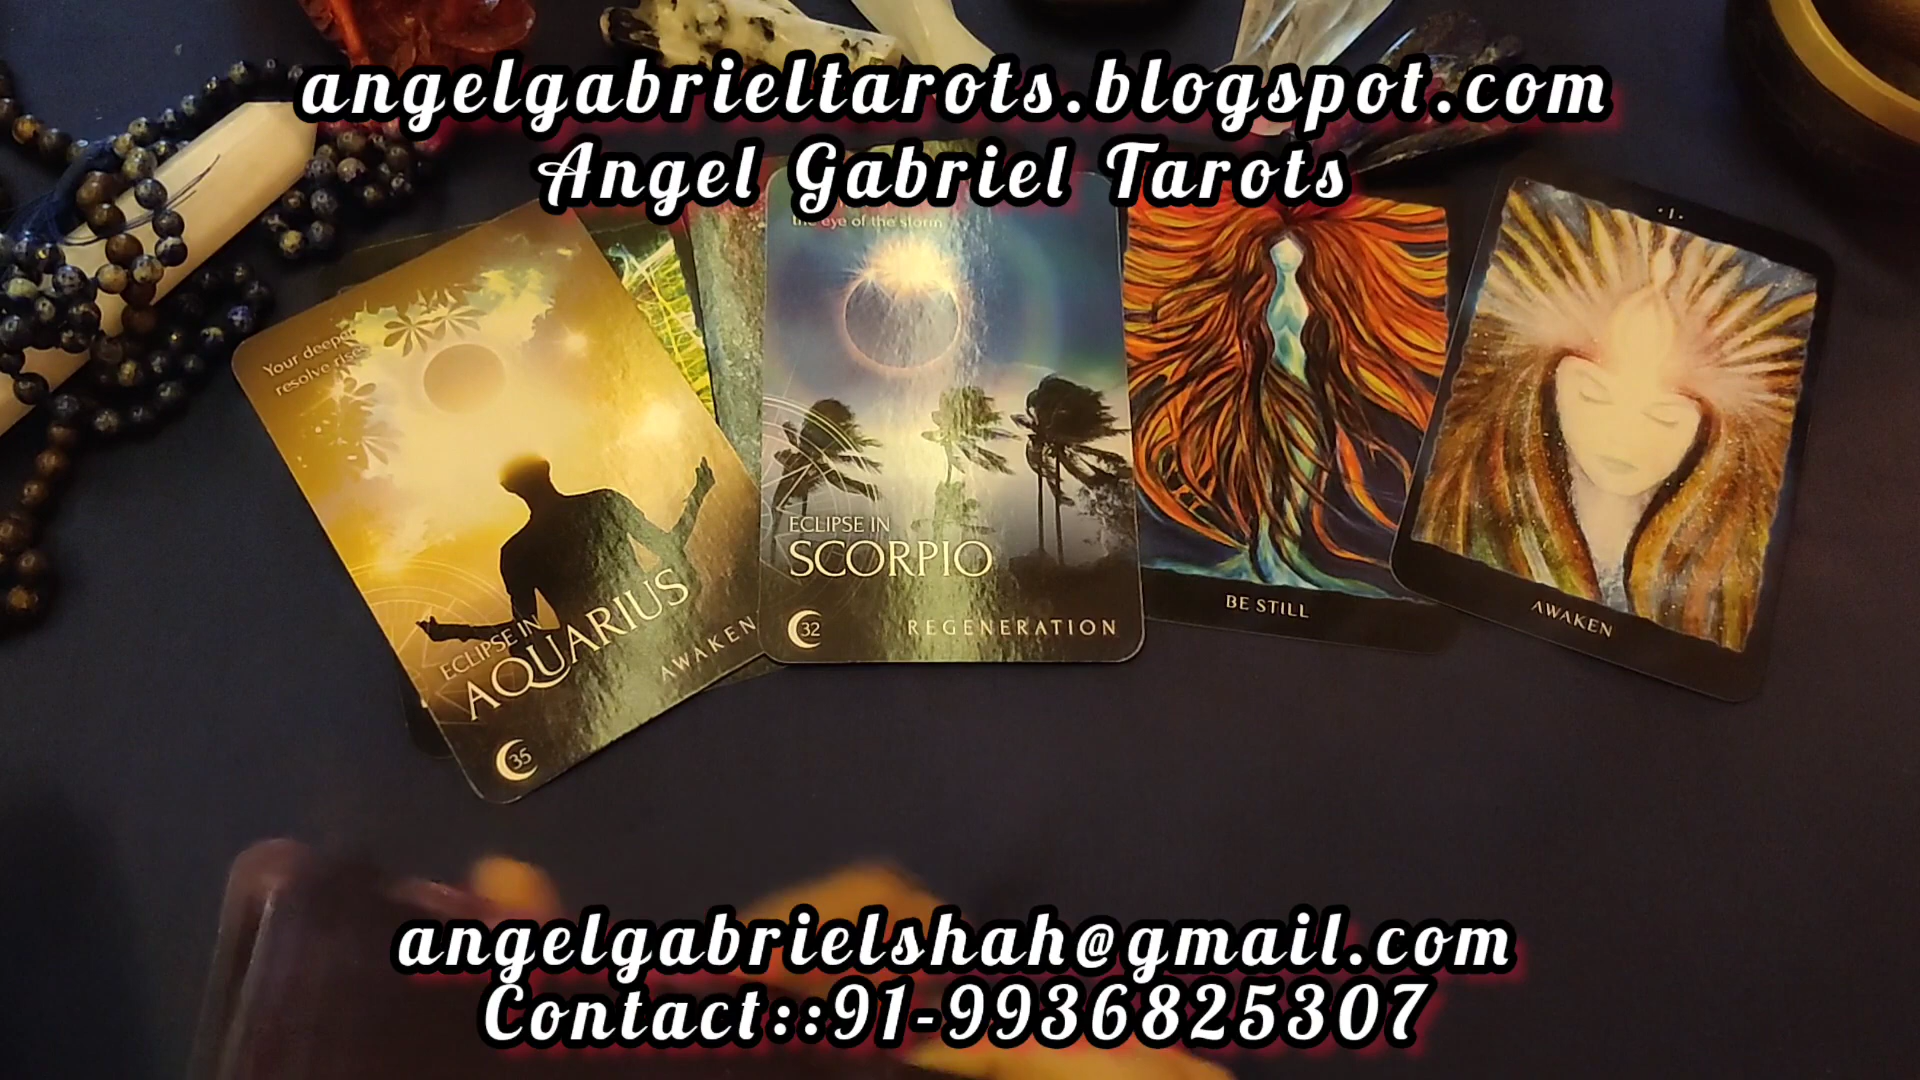 angelgabrieltarots.blogspot.com
Angel Gabriel Tarots
the eye of the storm
Your deeper
resolve rises
ECLIPSE IN
AQUARIUS
AWAKEN
35
ECLIPSE IN
SCORPIO
32
REGENERATION
BE STILL
·1·
AWAKEN
angelgabrielshah@gmail.com
Contact::91-9936825307